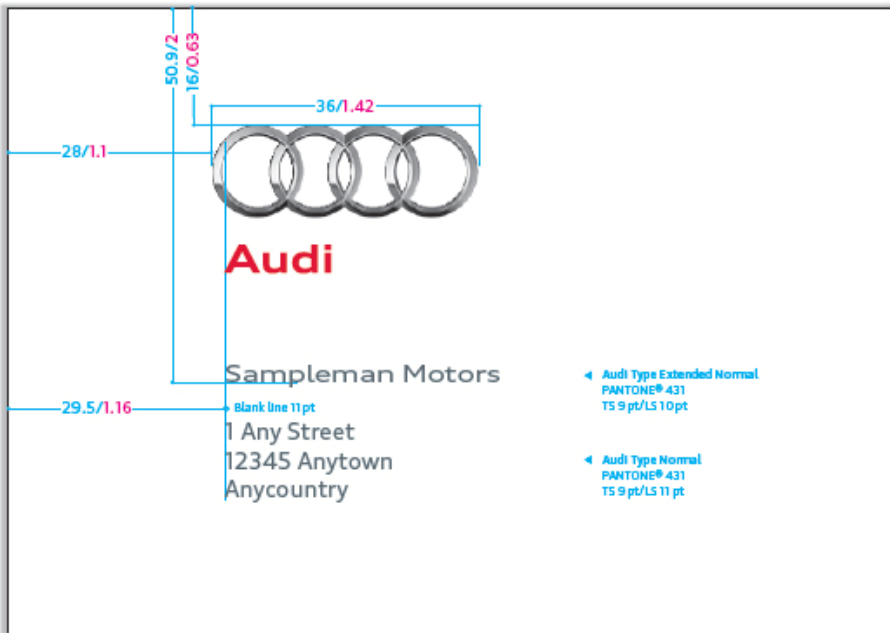 50.9/2
16/0.63
36/1.42
28/1.1
Audi
Sampleman Motors
Audi Type Extended Normal
PANTONE® 431
TS 9 pt/LS 10 pt
29.5/1.16
Blank line 11 pt
1 Any Street
12345 Anytown
Anycountry
Audi Type Normal
PANTONE® 431
TS 9 pt/LS 11 pt